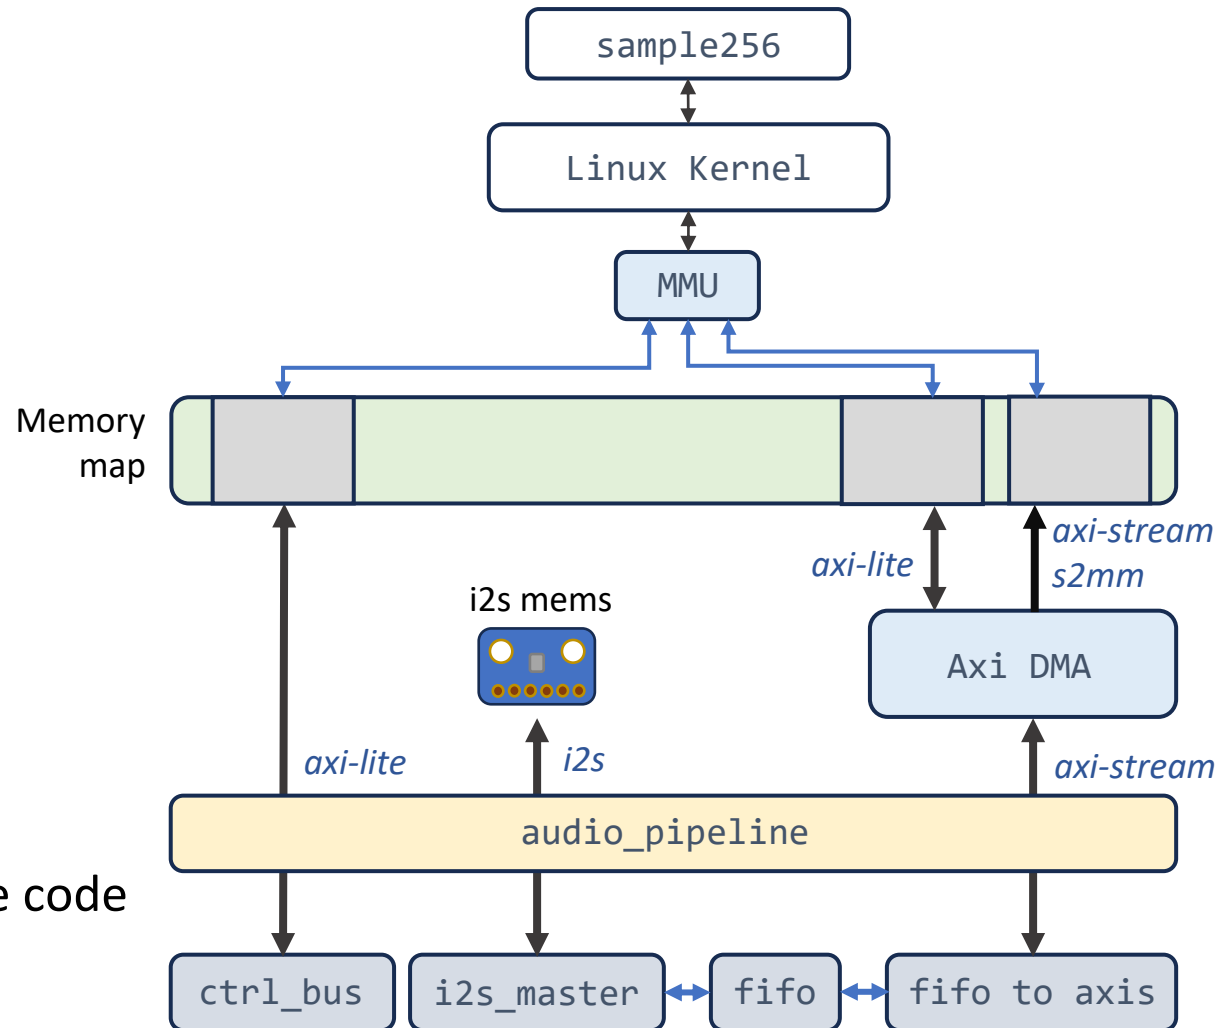 sample256
Linux Kernel
MMU
Memory
map
axi-stream
axi-lite
s2mm
i2s mems
Axi DMA
axi-lite
i2s
axi-stream
audio_pipeline
code
ctrl_bus
i2s_master
fifo
fifo to axis